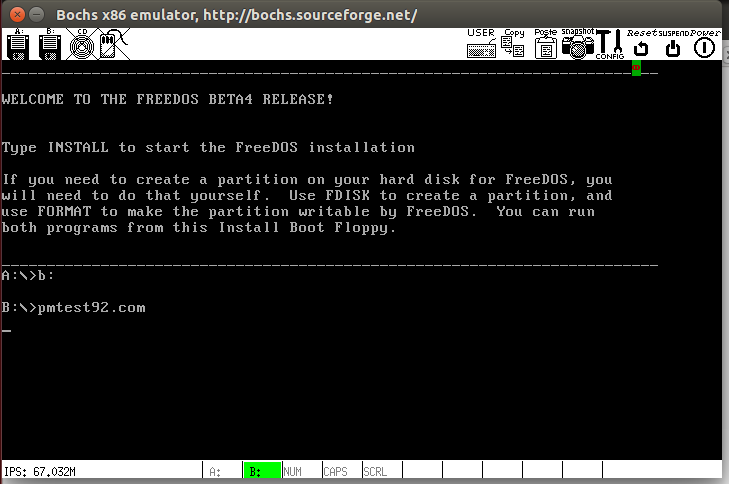 Bochs x86 emulator, http://bochs.sourceforge.net/
A: B: CD USER Copy Paste Snapshot CONFIG Reset SUSPEND Power
WELCOME TO THE FREEDOS BETA4 RELEASE!
Type INSTALL to start the FreeDOS installation
If you need to create a partition on your hard disk for FreeDOS, you
will need to do that yourself.  Use FDISK to create a partition, and
use FORMAT to make the partition writable by FreeDOS.  You can run
both programs from this Install Boot Floppy.
A:\>b:
B:\>pmtest92.com
IPS: 67.032M A: B: NUM CAPS SCRL